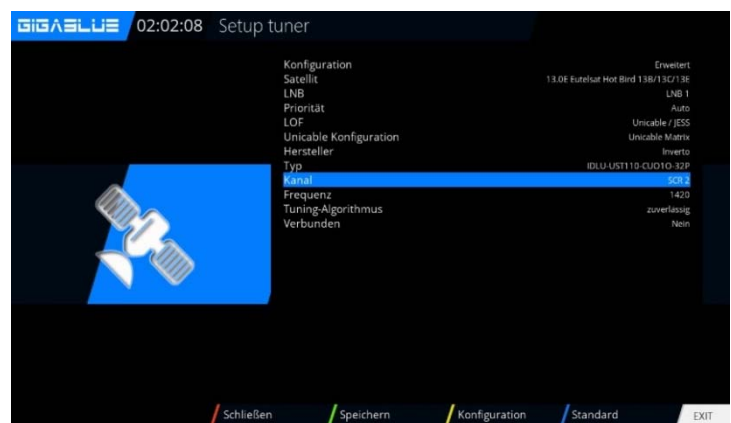 GIGABLUE 02:02:08 Setup tuner
Konfiguration Erweitert
Satellit 13.0E Eutelsat Hot Bird 13B/13C/13E
LNB LNB 1
Priorität Auto
LOF Unicable / JESS
Unicable Konfiguration Unicable Matrix
Hersteller Inverto
Typ IDLU-UST110-CUO1O-32P
Kanal SCR 2
Frequenz 1420
Tuning-Algorithmus zuverlässig
Verbunden Nein
Schließen Speichern Konfiguration Standard EXIT